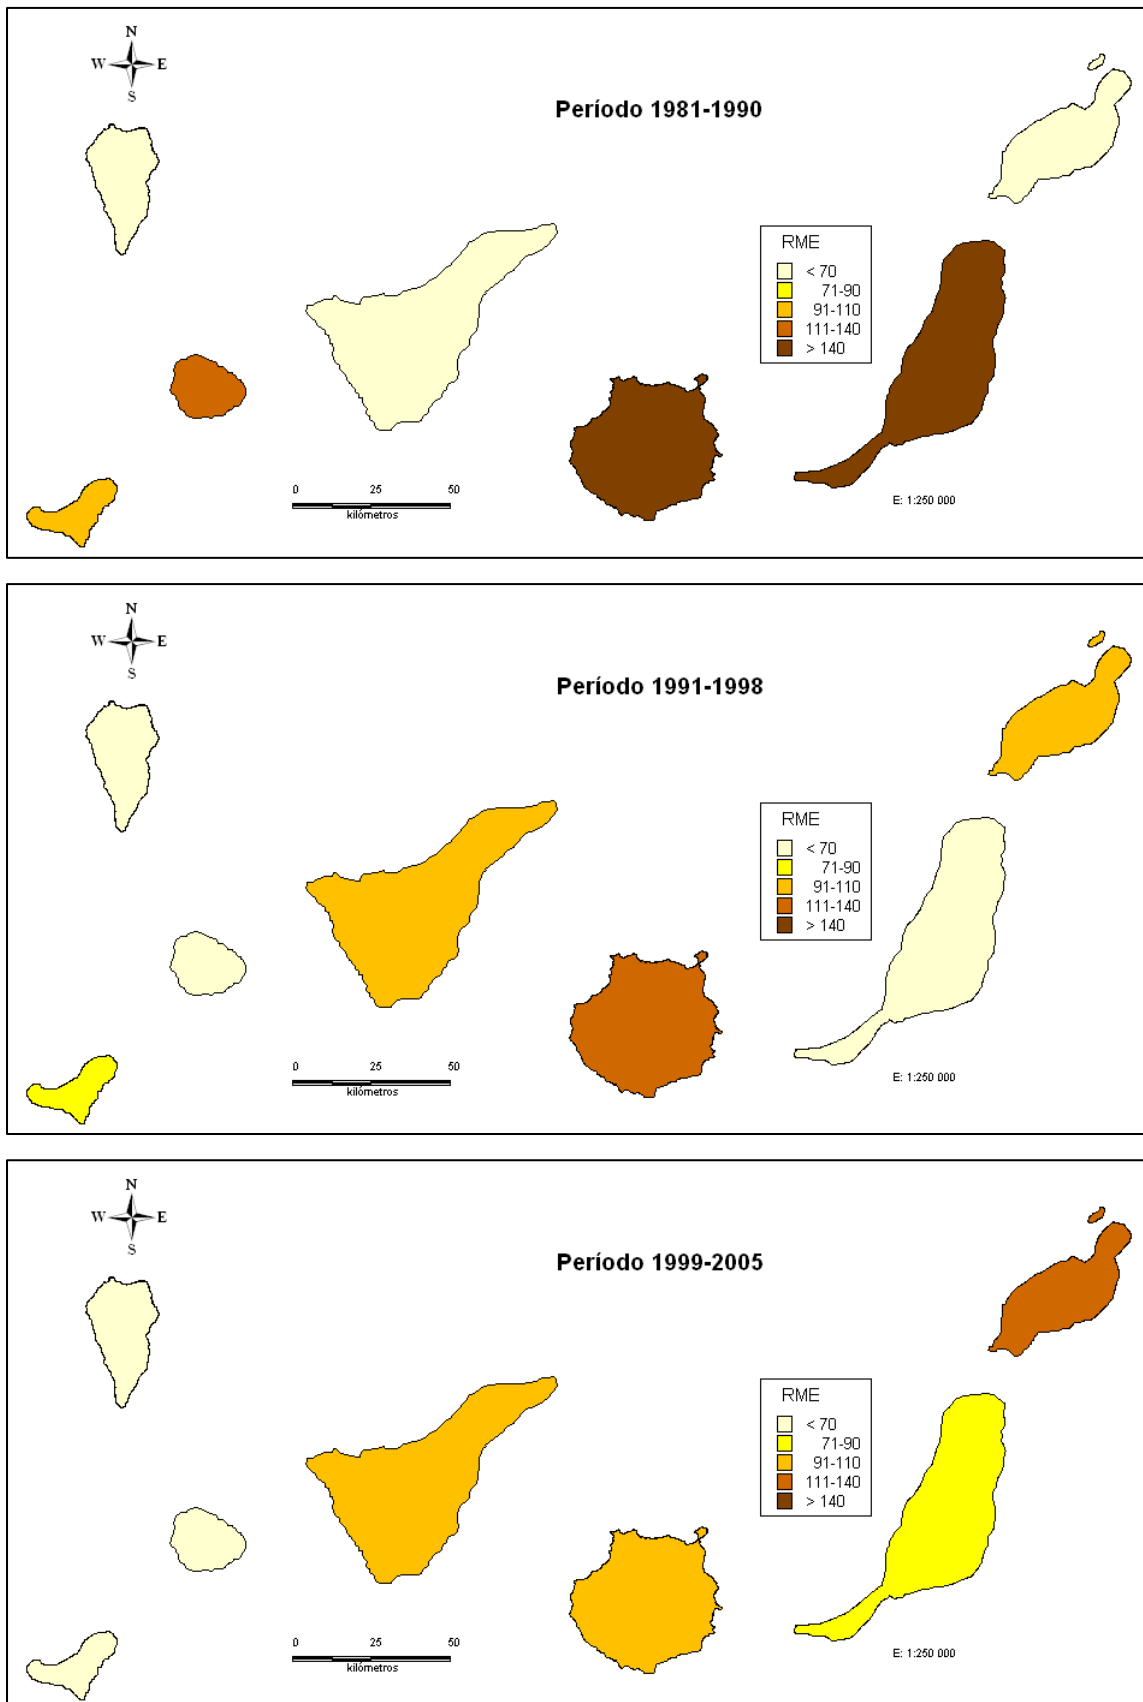 N
W E
S
Período 1981-1990
RME
< 70
71-90
91-110
111-140
> 140
0 25 50
kilómetros
E: 1:250 000
N
W E
S
Período 1991-1998
RME
< 70
71-90
91-110
111-140
> 140
0 25 50
kilómetros
E: 1:250 000
N
W E
S
Período 1999-2005
RME
< 70
71-90
91-110
111-140
> 140
0 25 50
kilómetros
E: 1:250 000